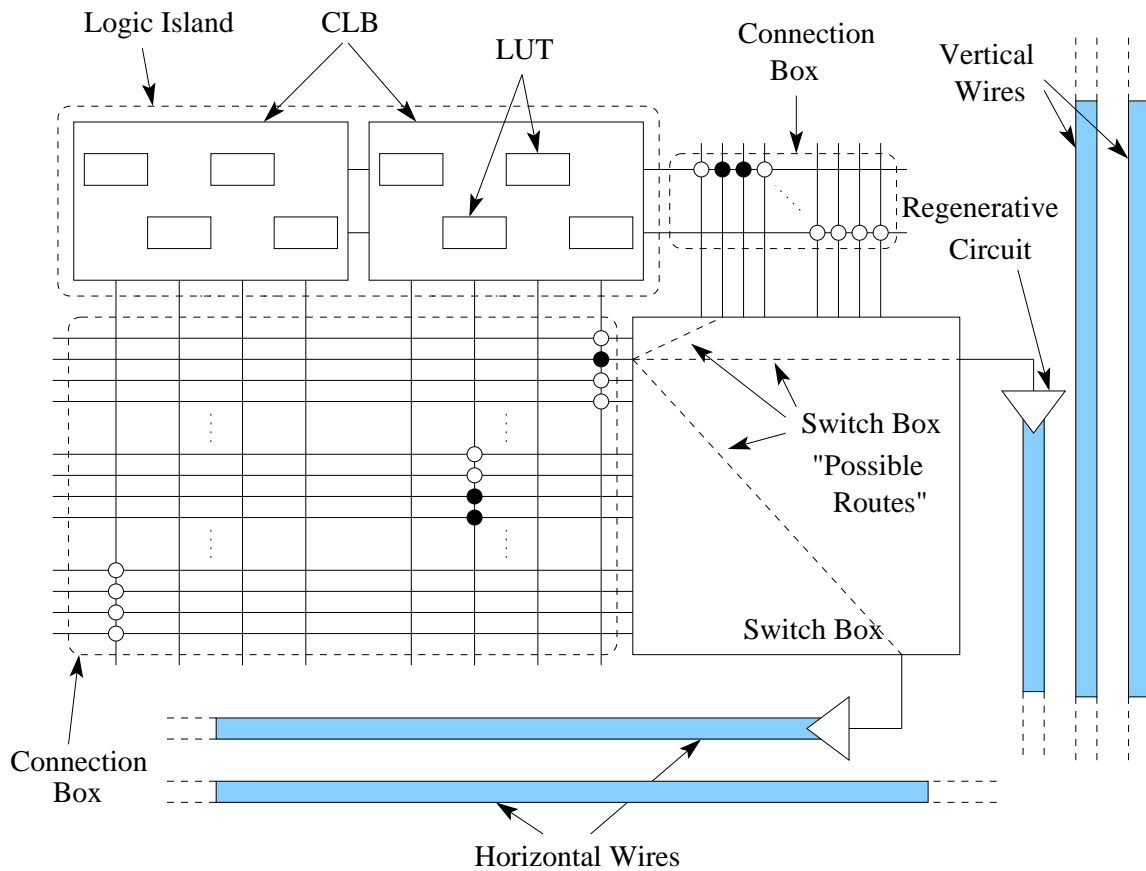 Logic Island
CLB
LUT
Connection
Box
Vertical
Wires
Regenerative
Circuit
Switch Box
"Possible
Routes"
Switch Box
Connection
Box
Horizontal Wires